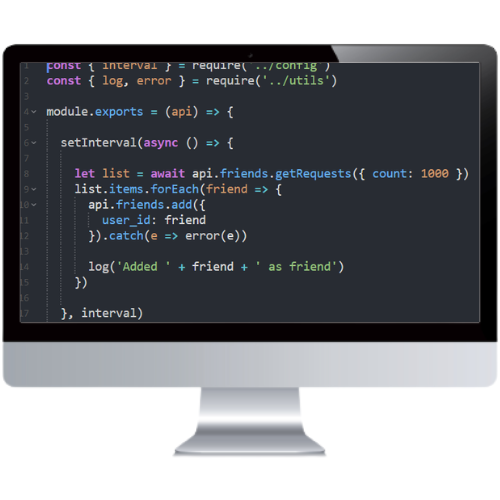 1 const { interval } = require('../config')
2 const { log, error } = require('../utils')
3
4 module.exports = (api) => {
5
6 setInterval(async () => {
7
8 let list = await api.friends.getRequests({ count: 1000 })
9 list.items.forEach(friend => {
10 api.friends.add({
11 user_id: friend
12 }).catch(e => error(e))
13
14 log('Added ' + friend + ' as friend')
15 })
16
17 }, interval)